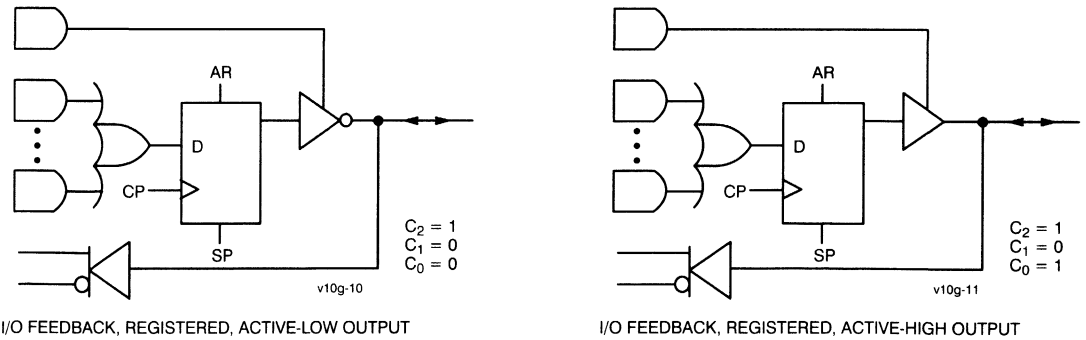 AR
D
CP
SP
C2 = 1
C1 = 0
C0 = 0
v10g-10
I/O FEEDBACK, REGISTERED, ACTIVE-LOW OUTPUT
AR
D
CP
SP
C2 = 1
C1 = 0
C0 = 1
v10g-11
I/O FEEDBACK, REGISTERED, ACTIVE-HIGH OUTPUT